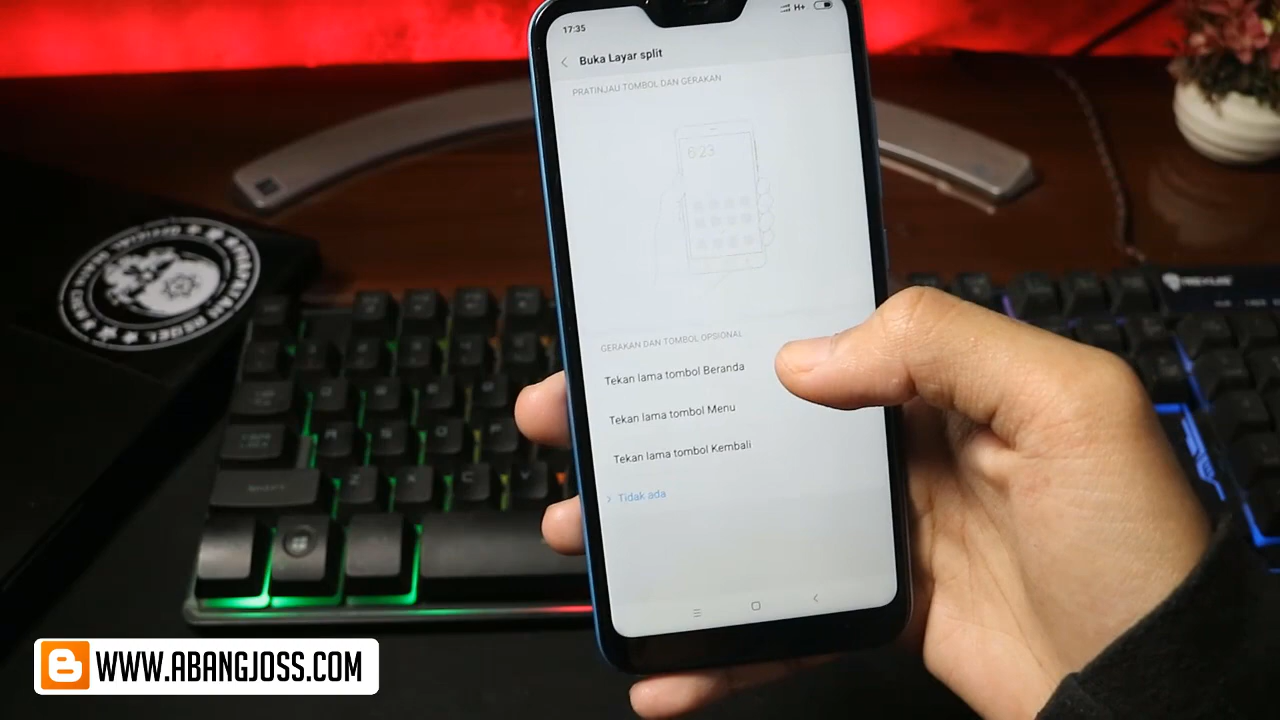 17:35
H+
Buka Layar split
PRATINJAU TOMBOL DAN GERAKAN
6:23
GERAKAN DAN TOMBOL OPSIONAL
Tekan lama tombol Beranda
Tekan lama tombol Menu
Tekan lama tombol Kembali
Tidak ada
WWW.ABANGJOSS.COM